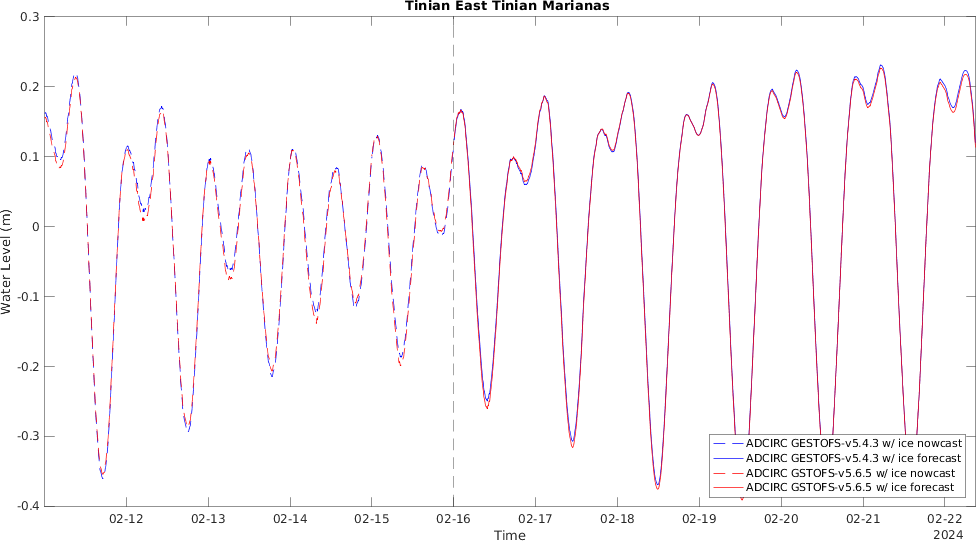 Tinian East Tinian Marianas
0.3
0.2
0.1
0
-0.1
-0.2
-0.3
-0.4
Water Level (m)
02-12 02-13 02-14 02-15 02-16 02-17 02-18 02-19 02-20 02-21 02-22
2024
Time
ADCIRC GESTOFS-v5.4.3 w/ ice nowcast
ADCIRC GESTOFS-v5.4.3 w/ ice forecast
ADCIRC GSTOFS-v5.6.5 w/ ice nowcast
ADCIRC GSTOFS-v5.6.5 w/ ice forecast